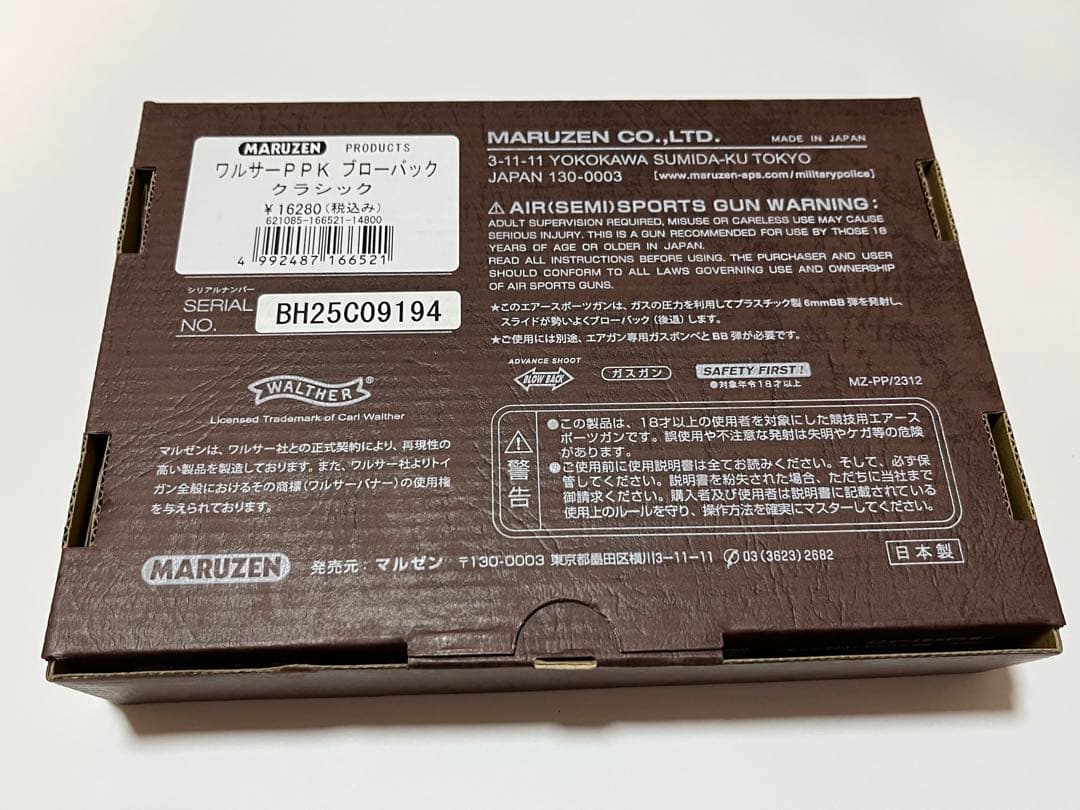 MARUZEN PRODUCTS
ワルサーPPK ブローバック
クラシック
¥16280(税込み)
621085-166521-14800
4 992487 166521
シリアルナンバー
SERIAL NO.
BH25C09194
WALTHER®
Licensed Trademark of Carl Walther
マルゼンは、ワルサー社との正式契約により、再現性の
高い製品を製造しております。また、ワルサー社よりトイ
ガン全般におけるその商標(ワルサーバナー)の使用権
を与えられております。
MARUZEN CO.,LTD. MADE IN JAPAN
3-11-11 YOKOKAWA SUMIDA-KU TOKYO
JAPAN 130-0003 [www.maruzen-aps.com/militarypolice]
⚠ AIR(SEMI)SPORTS GUN WARNING:
ADULT SUPERVISION REQUIRED, MISUSE OR CARELESS USE MAY CAUSE
SERIOUS INJURY. THIS IS A GUN RECOMMENDED FOR USE BY THOSE 18
YEARS OF AGE OR OLDER IN JAPAN.
READ ALL INSTRUCTIONS BEFORE USING. THE PURCHASER AND USER
SHOULD CONFORM TO ALL LAWS GOVERNING USE AND OWNERSHIP
OF AIR SPORTS GUNS.
★このエアースポーツガンは、ガスの圧力を利用してプラスチック製6mmBB弾を発射し、
スライドが勢いよくブローバック(後退)します。
★ご使用には別途、エアガン専用ガスボンベとBB弾が必要です。
ADVANCE SHOOT
BLOW BACK
ガスガン
SAFETY FIRST!
●対象年令18才以上
MZ-PP/2312
⚠警告
●この製品は、18才以上の使用者を対象にした競技用エアース
ポーツガンです。誤使用や不注意な発射は失明やケガ等の危険
があります。
●ご使用前に使用説明書は全てお読みください。そして、必ず保
管してください。説明書を紛失された場合、ただちに当社まで
御請求ください。購入者及び使用者は説明書に記載されている
使用上のルールを守り、操作方法を確実にマスターしてください。
MARUZEN 発売元：マルゼン 〒130-0003 東京都墨田区横川3-11-11 ✆03(3623)2682
日本製